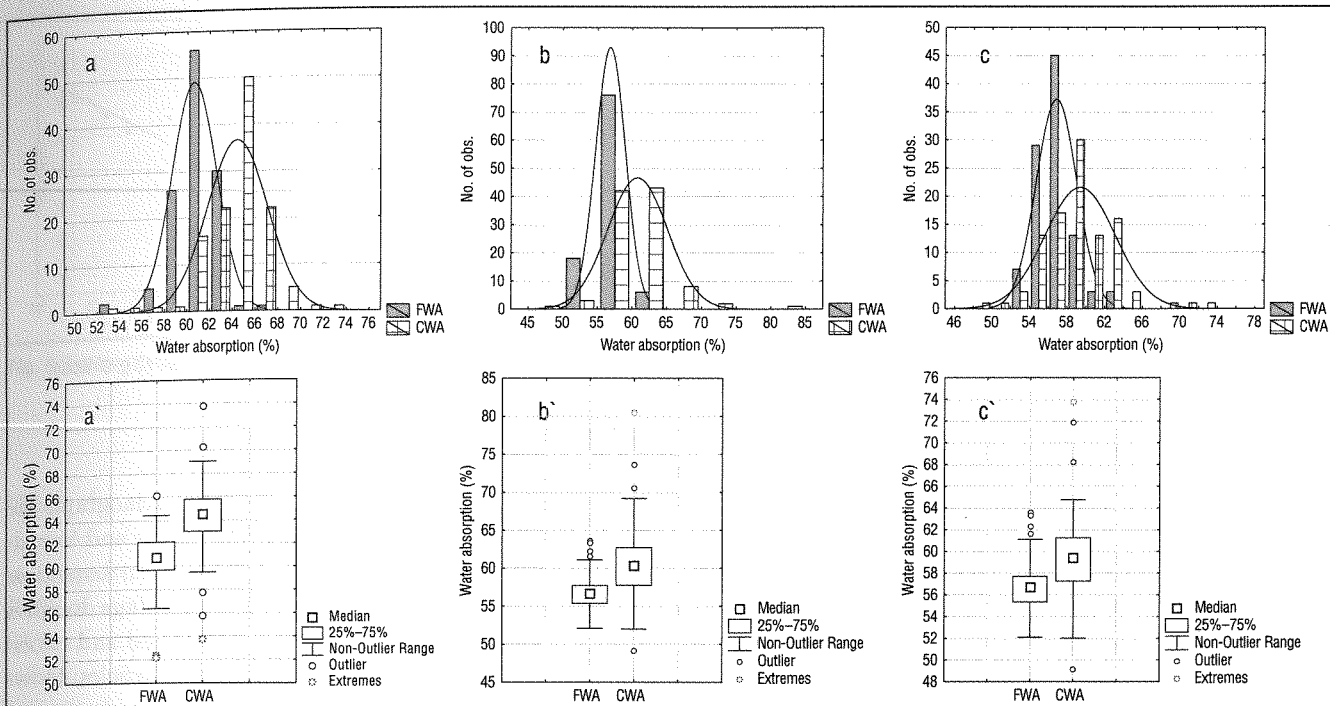 a
60
50
40
30
20
10
0
No. of obs.
50 52 54 56 58 60 62 64 66 68 70 72 74 76
Water absorption (%)
FWA
CWA
b
100
90
80
70
60
50
40
30
20
10
0
No. of obs.
45 50 55 60 65 70 75 80 85
Water absorption (%)
FWA
CWA
c
50
45
40
35
30
25
20
15
10
5
0
No. of obs.
46 50 54 58 62 66 70 74 78
Water absorption (%)
FWA
CWA
a`
76
74
72
70
68
66
64
62
60
58
56
54
52
50
Water absorption (%)
FWA CWA
Median
25%–75%
Non-Outlier Range
Outlier
Extremes
b`
85
80
75
70
65
60
55
50
45
Water absorption (%)
FWA CWA
Median
25%–75%
Non-Outlier Range
Outlier
Extremes
c`
76
74
72
70
68
66
64
62
60
58
56
54
52
50
48
Water absorption (%)
FWA CWA
Median
25%–75%
Non-Outlier Range
Outlier
Extremes